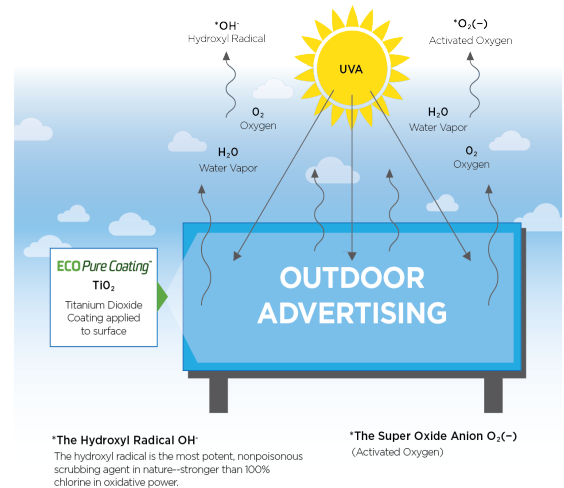 *OH⁻
Hydroxyl Radical
*O₂(−)
Activated Oxygen
UVA
O₂
Oxygen
H₂O
Water Vapor
H₂O
Water Vapor
O₂
Oxygen
ECO Pure Coating™
TiO₂
Titanium Dioxide
Coating applied
to surface
OUTDOOR
ADVERTISING
*The Hydroxyl Radical OH⁻
The hydroxyl radical is the most potent, nonpoisonous
scrubbing agent in nature--stronger than 100%
chlorine in oxidative power.
*The Super Oxide Anion O₂(−)
(Activated Oxygen)